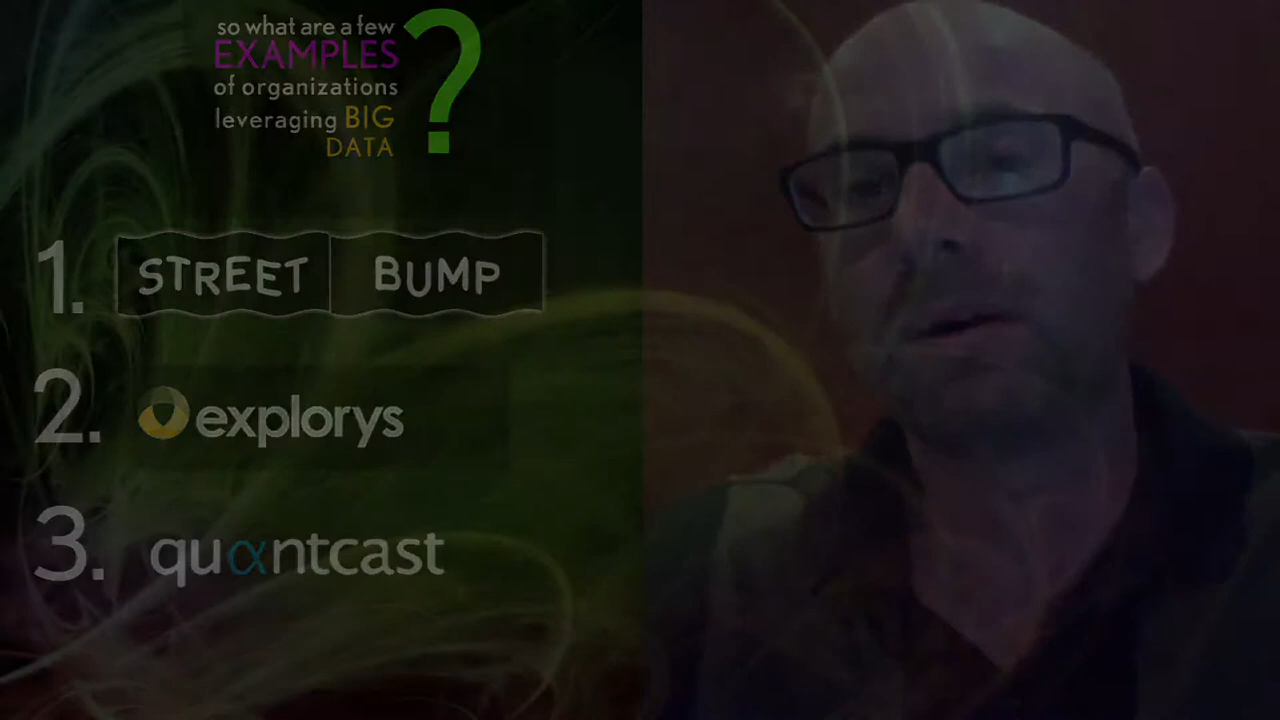 so what are a few
EXAMPLES
of organizations
leveraging BIG
DATA
?
1. STREET BUMP
2. explorys
3. quantcast